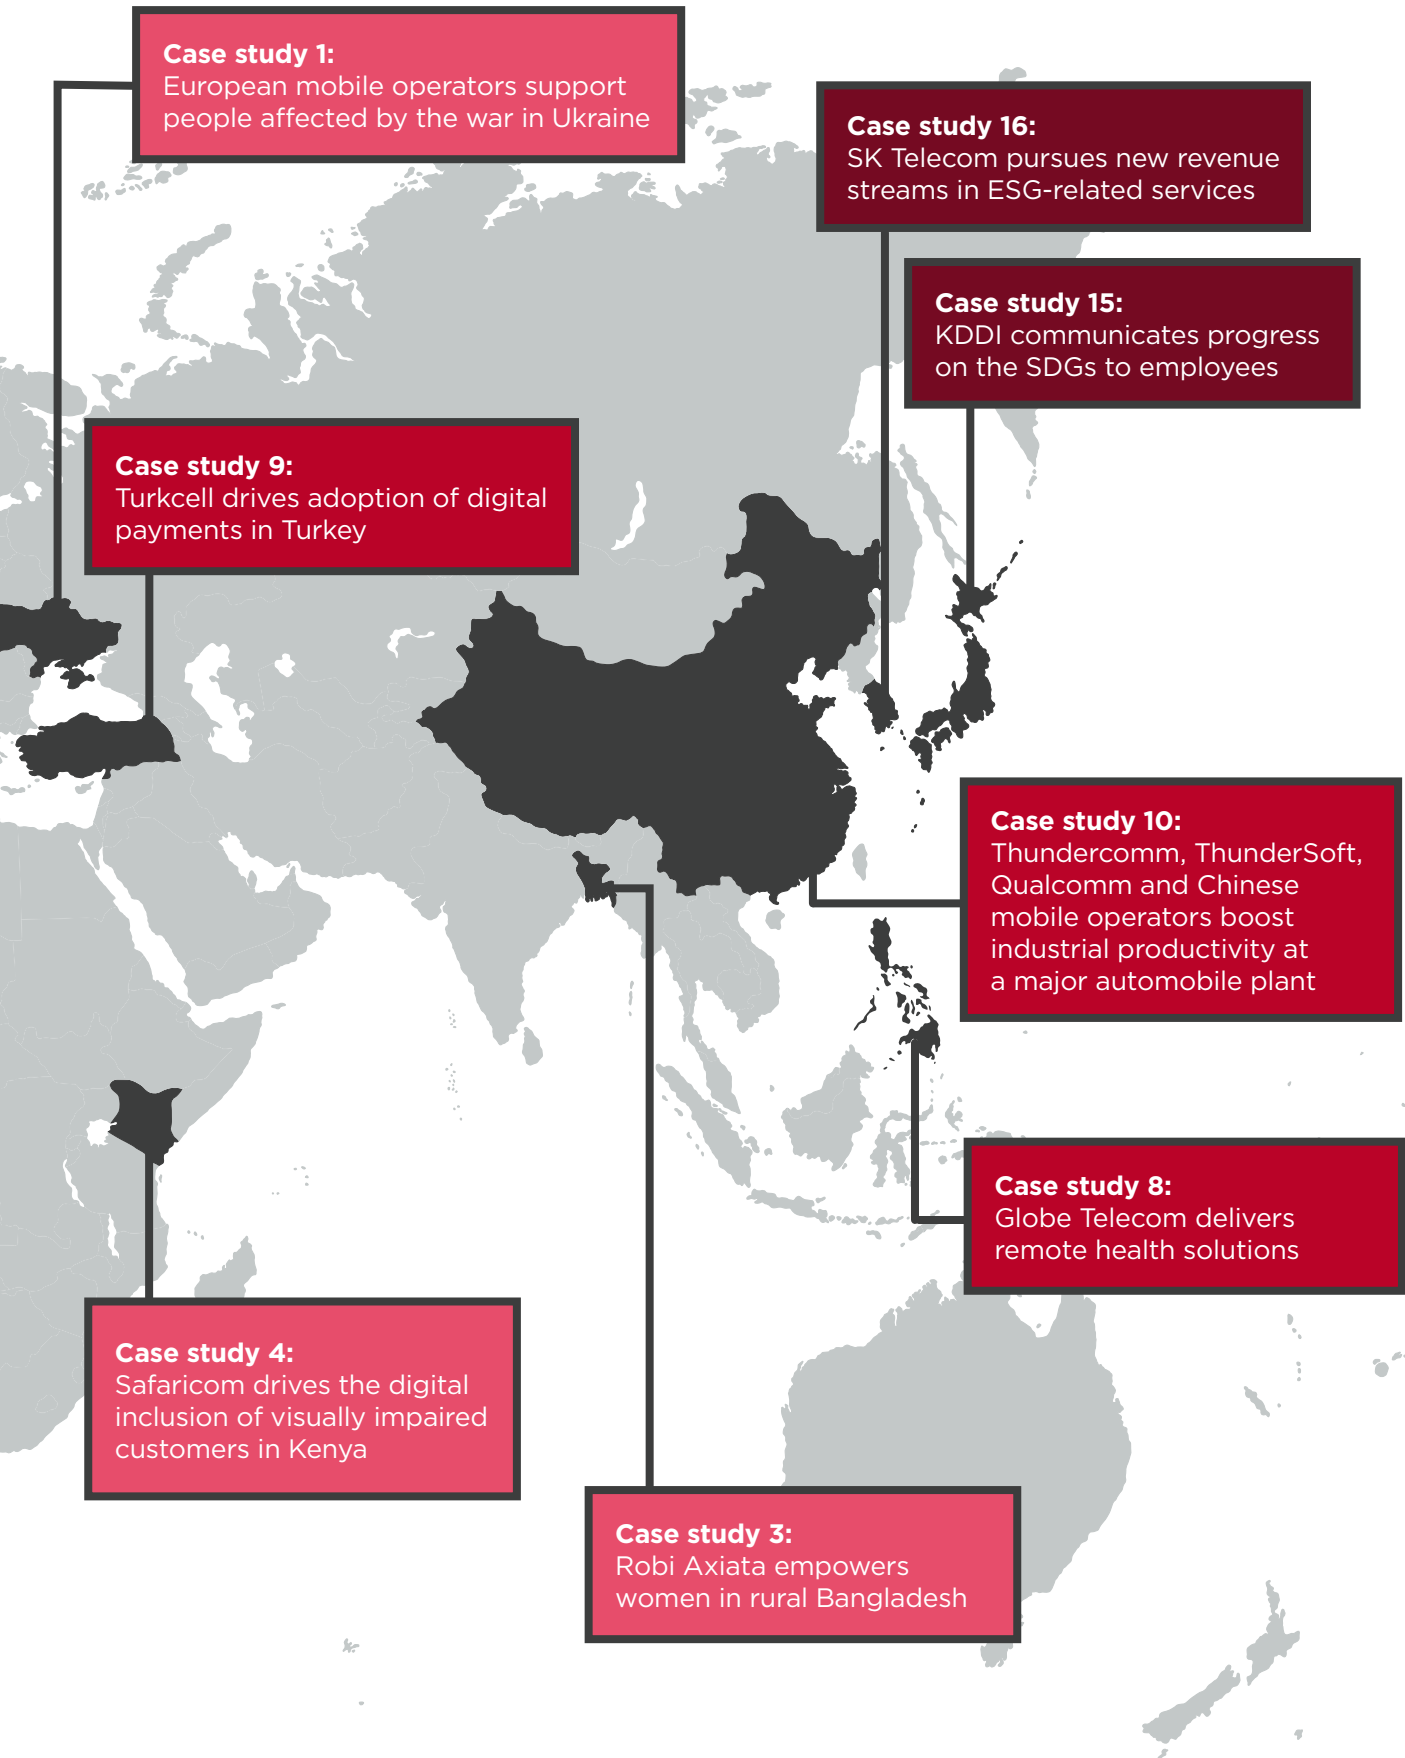 Case study 1:
European mobile operators support
people affected by the war in Ukraine
Case study 16:
SK Telecom pursues new revenue
streams in ESG-related services
Case study 15:
KDDI communicates progress
on the SDGs to employees
Case study 9:
Turkcell drives adoption of digital
payments in Turkey
Case study 10:
Thundercomm, ThunderSoft,
Qualcomm and Chinese
mobile operators boost
industrial productivity at
a major automobile plant
Case study 8:
Globe Telecom delivers
remote health solutions
Case study 4:
Safaricom drives the digital
inclusion of visually impaired
customers in Kenya
Case study 3:
Robi Axiata empowers
women in rural Bangladesh